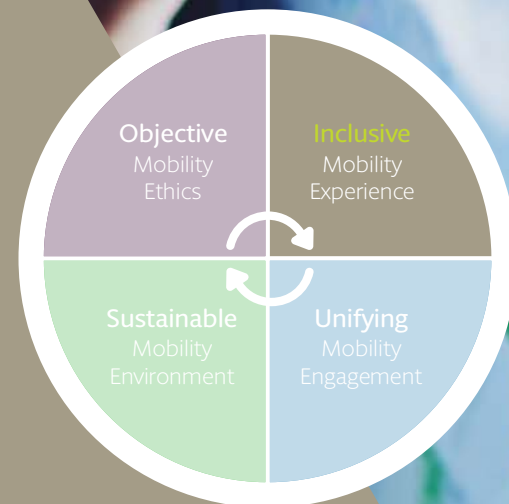 Objective
Mobility
Ethics
Inclusive
Mobility
Experience
Sustainable
Mobility
Environment
Unifying
Mobility
Engagement